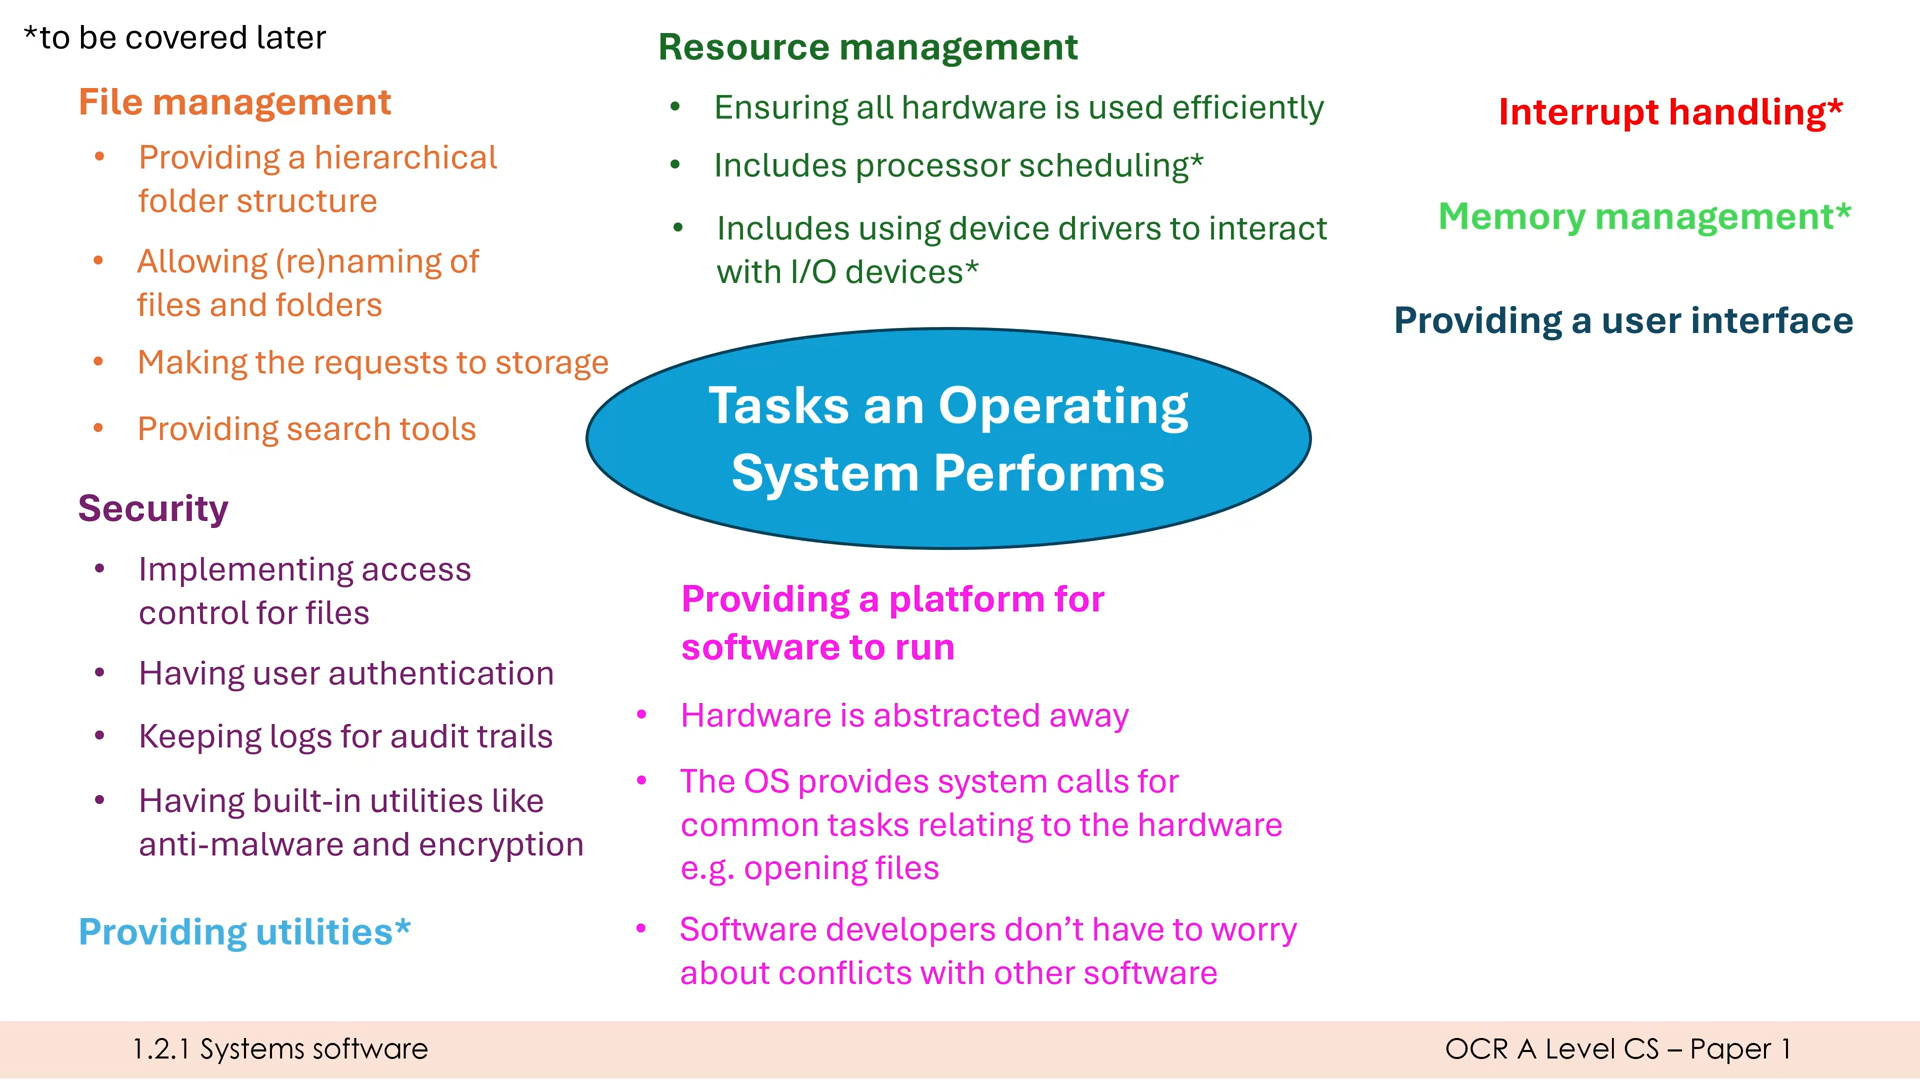 *to be covered later
File management
• Providing a hierarchical
folder structure
• Allowing (re)naming of
files and folders
• Making the requests to storage
• Providing search tools
Security
• Implementing access
control for files
• Having user authentication
• Keeping logs for audit trails
• Having built-in utilities like
anti-malware and encryption
Providing utilities*
Resource management
• Ensuring all hardware is used efficiently
• Includes processor scheduling*
• Includes using device drivers to interact
with I/O devices*
Tasks an Operating
System Performs
Providing a platform for
software to run
• Hardware is abstracted away
• The OS provides system calls for
common tasks relating to the hardware
e.g. opening files
• Software developers don’t have to worry
about conflicts with other software
Interrupt handling*
Memory management*
Providing a user interface
1.2.1 Systems software
OCR A Level CS – Paper 1